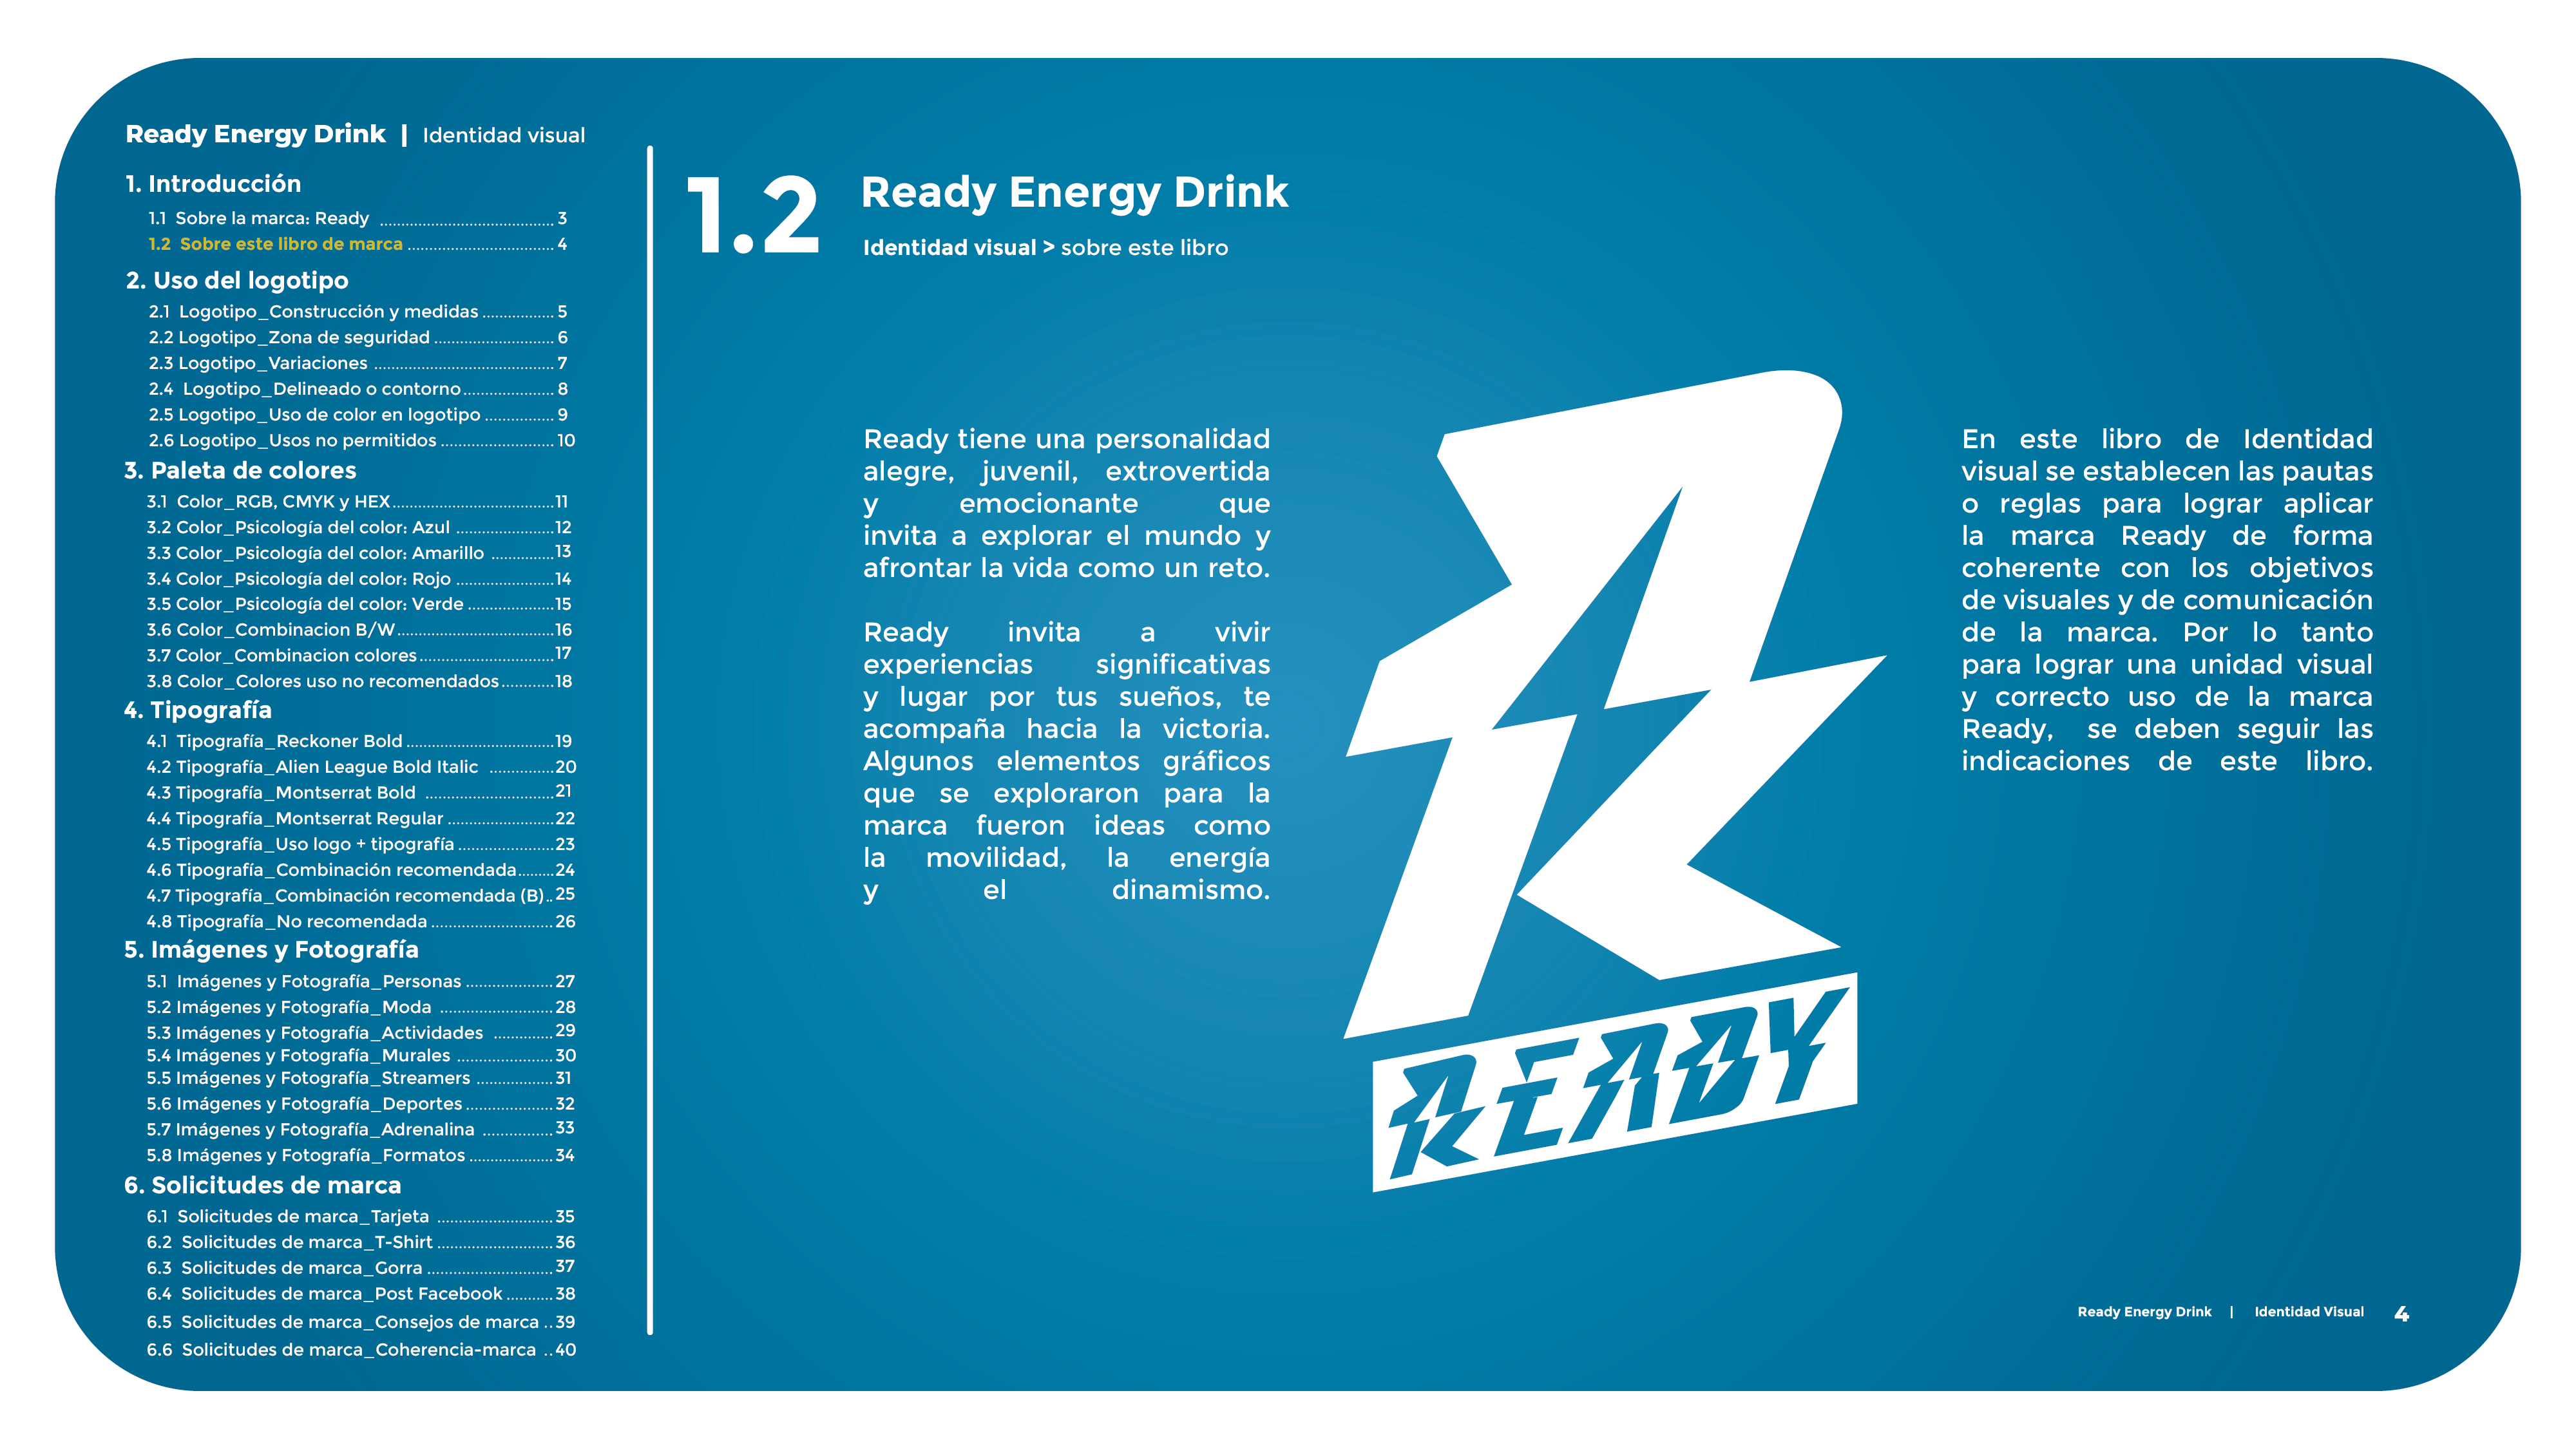 Ready Energy Drink | Identidad visual
1. Introducción
1.1 Sobre la marca: Ready ........................................ 3
1.2 Sobre este libro de marca ................................. 4
2. Uso del logotipo
2.1 Logotipo_Construcción y medidas ................ 5
2.2 Logotipo_Zona de seguridad ........................... 6
2.3 Logotipo_Variaciones ......................................... 7
2.4 Logotipo_Delineado o contorno .................... 8
2.5 Logotipo_Uso de color en logotipo ................ 9
2.6 Logotipo_Usos no permitidos ......................... 10
3. Paleta de colores
3.1 Color_RGB, CMYK y HEX .................................... 11
3.2 Color_Psicología del color: Azul ...................... 12
3.3 Color_Psicología del color: Amarillo .............. 13
3.4 Color_Psicología del color: Rojo ...................... 14
3.5 Color_Psicología del color: Verde ................... 15
3.6 Color_Combinacion B/W ................................... 16
3.7 Color_Combinacion colores .............................. 17
3.8 Color_Colores uso no recomendados ............ 18
4. Tipografía
4.1 Tipografía_Reckoner Bold ................................. 19
4.2 Tipografía_Alien League Bold Italic .............. 20
4.3 Tipografía_Montserrat Bold ............................ 21
4.4 Tipografía_Montserrat Regular ....................... 22
4.5 Tipografía_Uso logo + tipografía ..................... 23
4.6 Tipografía_Combinación recomendada ........ 24
4.7 Tipografía_Combinación recomendada (B) .. 25
4.8 Tipografía_No recomendada ........................... 26
5. Imágenes y Fotografía
5.1 Imágenes y Fotografía_Personas ................... 27
5.2 Imágenes y Fotografía_Moda ......................... 28
5.3 Imágenes y Fotografía_Actividades ............. 29
5.4 Imágenes y Fotografía_Murales ..................... 30
5.5 Imágenes y Fotografía_Streamers ................. 31
5.6 Imágenes y Fotografía_Deportes ................... 32
5.7 Imágenes y Fotografía_Adrenalina ............... 33
5.8 Imágenes y Fotografía_Formatos .................. 34
6. Solicitudes de marca
6.1 Solicitudes de marca_Tarjeta .......................... 35
6.2 Solicitudes de marca_T-Shirt .......................... 36
6.3 Solicitudes de marca_Gorra ............................ 37
6.4 Solicitudes de marca_Post Facebook .......... 38
6.5 Solicitudes de marca_Consejos de marca .. 39
6.6 Solicitudes de marca_Coherencia-marca .. 40
1.2 Ready Energy Drink
Identidad visual > sobre este libro
Ready tiene una personalidad
alegre, juvenil, extrovertida
y emocionante que
invita a explorar el mundo y
afrontar la vida como un reto.
Ready invita a vivir
experiencias significativas
y lugar por tus sueños, te
acompaña hacia la victoria.
Algunos elementos gráficos
que se exploraron para la
marca fueron ideas como
la movilidad, la energía
y el dinamismo.
R
READY
En este libro de Identidad
visual se establecen las pautas
o reglas para lograr aplicar
la marca Ready de forma
coherente con los objetivos
de visuales y de comunicación
de la marca. Por lo tanto
para lograr una unidad visual
y correcto uso de la marca
Ready, se deben seguir las
indicaciones de este libro.
Ready Energy Drink | Identidad Visual 4